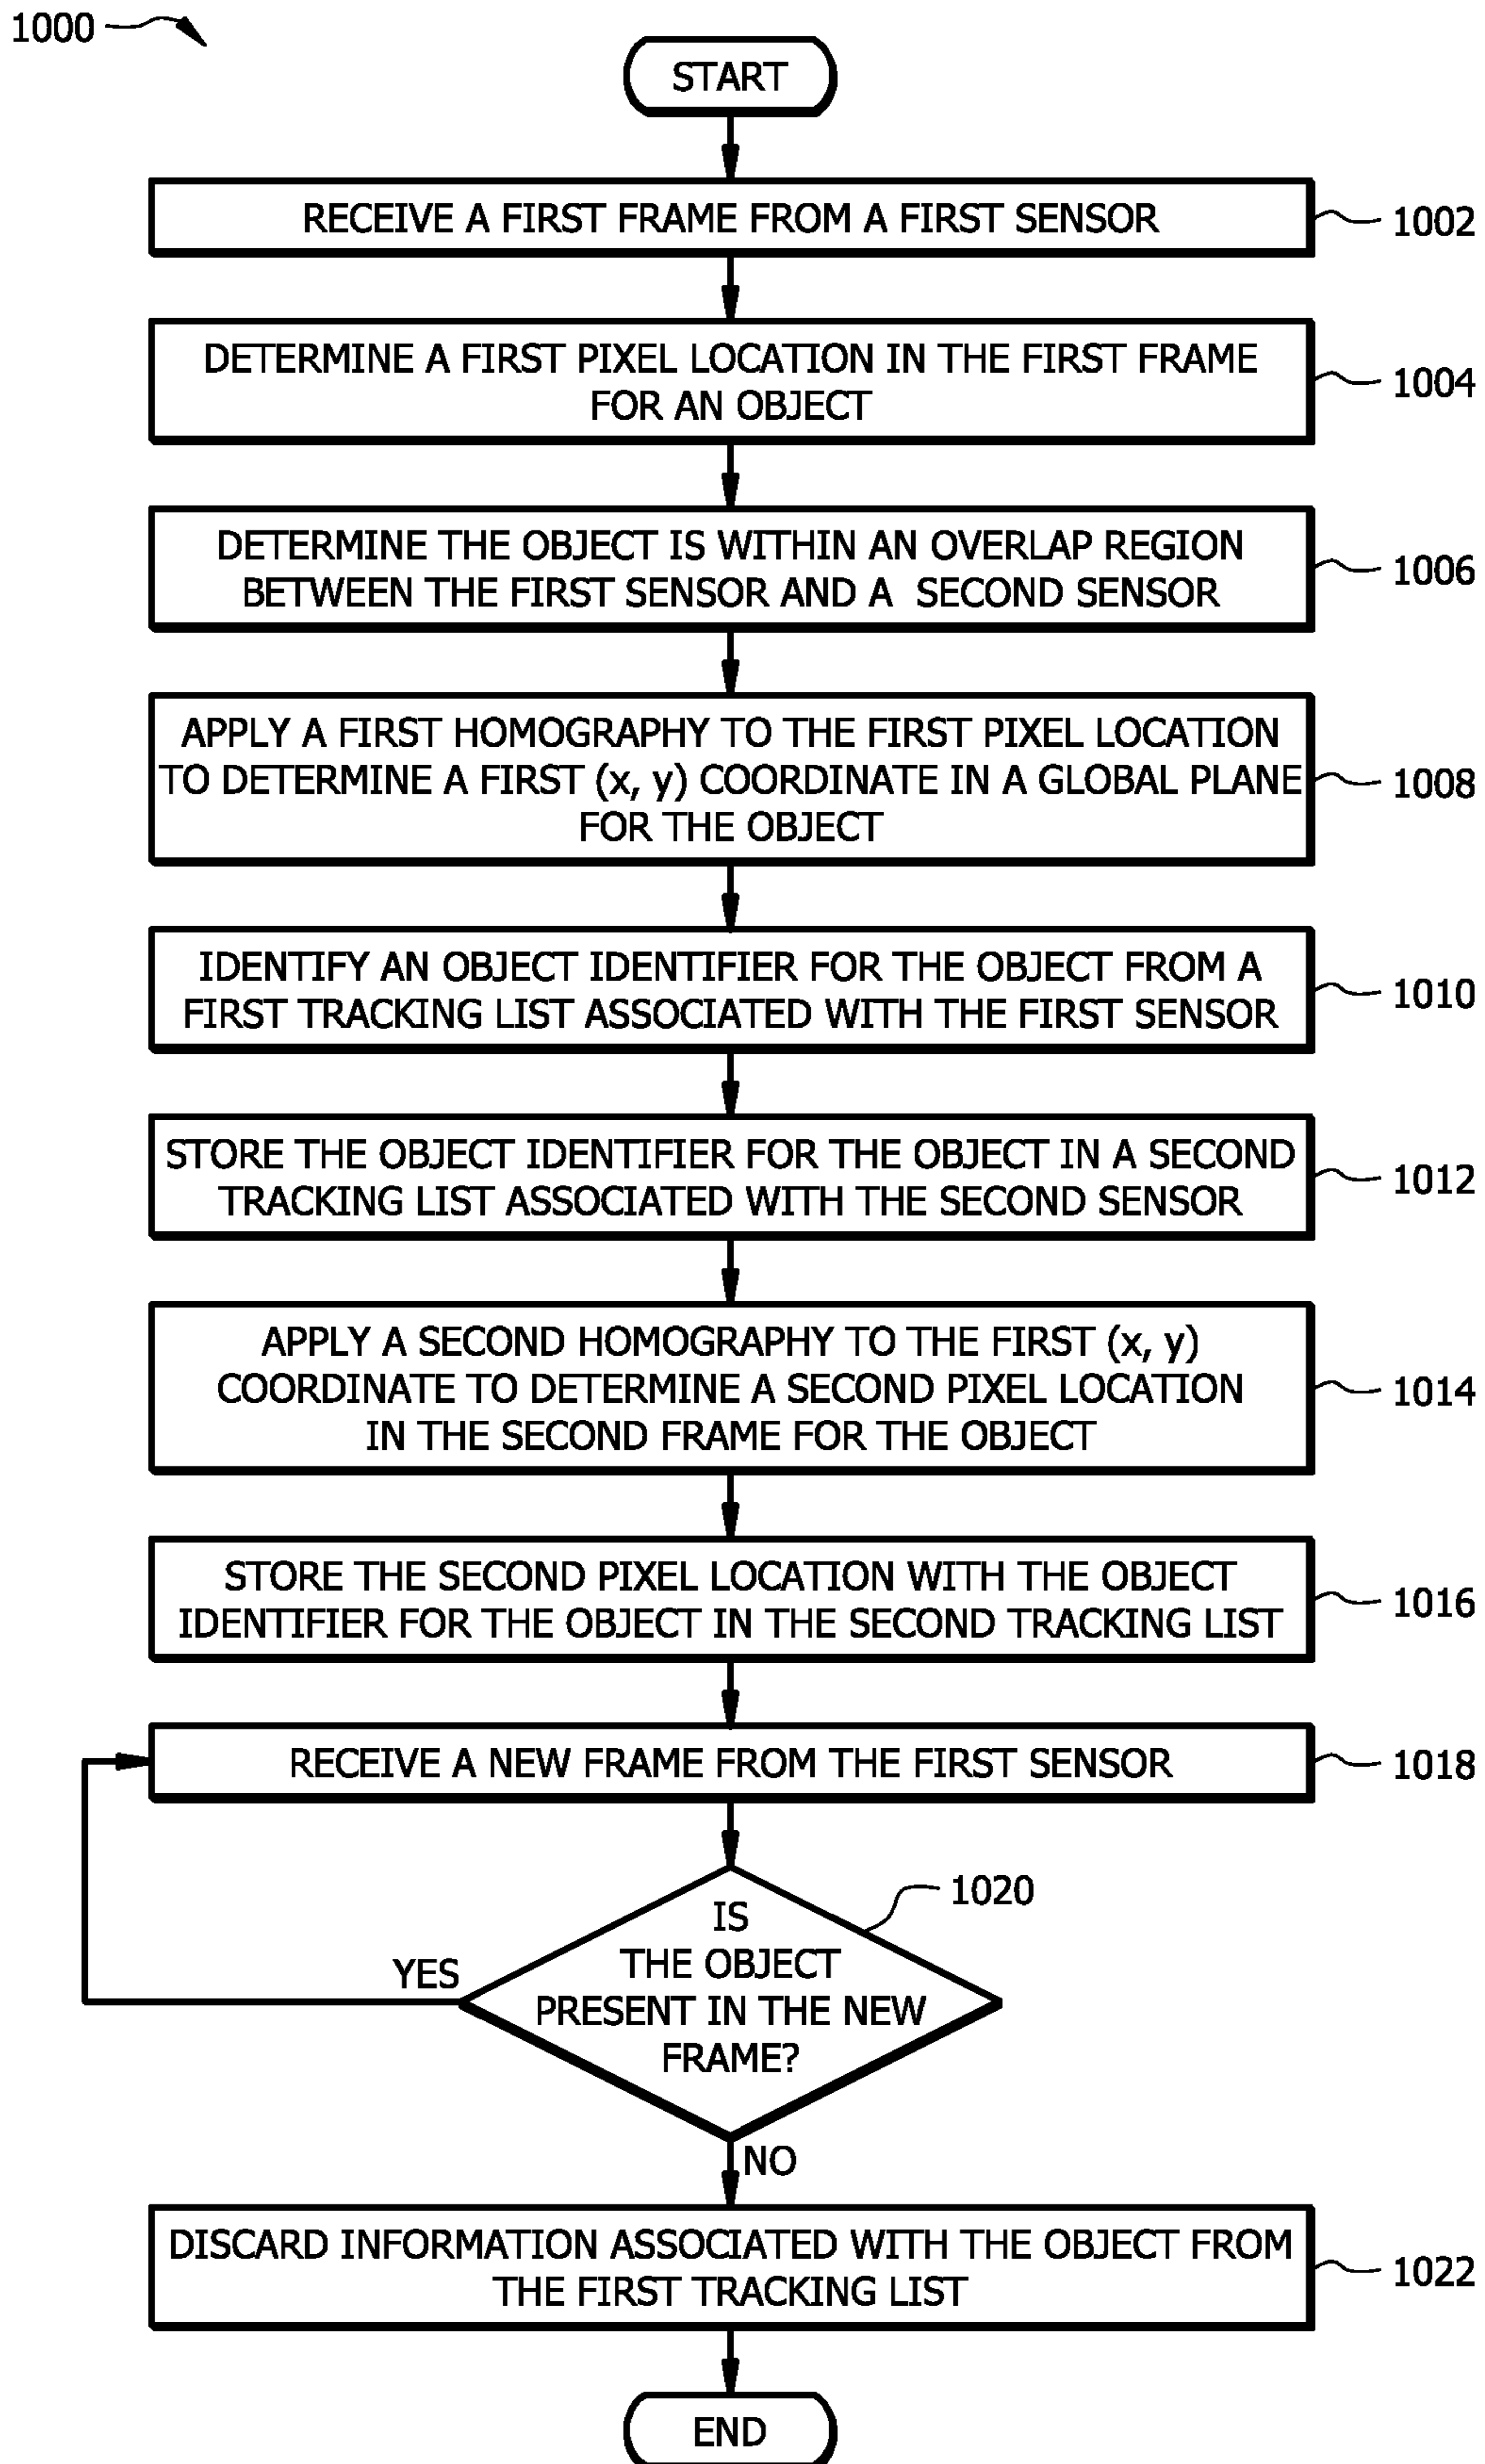 1000
START
RECEIVE A FIRST FRAME FROM A FIRST SENSOR
1002
DETERMINE A FIRST PIXEL LOCATION IN THE FIRST FRAME
FOR AN OBJECT
1004
DETERMINE THE OBJECT IS WITHIN AN OVERLAP REGION
BETWEEN THE FIRST SENSOR AND A SECOND SENSOR
1006
APPLY A FIRST HOMOGRAPHY TO THE FIRST PIXEL LOCATION
TO DETERMINE A FIRST (x, y) COORDINATE IN A GLOBAL PLANE
FOR THE OBJECT
1008
IDENTIFY AN OBJECT IDENTIFIER FOR THE OBJECT FROM A
FIRST TRACKING LIST ASSOCIATED WITH THE FIRST SENSOR
1010
STORE THE OBJECT IDENTIFIER FOR THE OBJECT IN A SECOND
TRACKING LIST ASSOCIATED WITH THE SECOND SENSOR
1012
APPLY A SECOND HOMOGRAPHY TO THE FIRST (x, y)
COORDINATE TO DETERMINE A SECOND PIXEL LOCATION
IN THE SECOND FRAME FOR THE OBJECT
1014
STORE THE SECOND PIXEL LOCATION WITH THE OBJECT
IDENTIFIER FOR THE OBJECT IN THE SECOND TRACKING LIST
1016
RECEIVE A NEW FRAME FROM THE FIRST SENSOR
1018
IS
THE OBJECT
PRESENT IN THE NEW
FRAME?
1020
YES
NO
DISCARD INFORMATION ASSOCIATED WITH THE OBJECT FROM
THE FIRST TRACKING LIST
1022
END